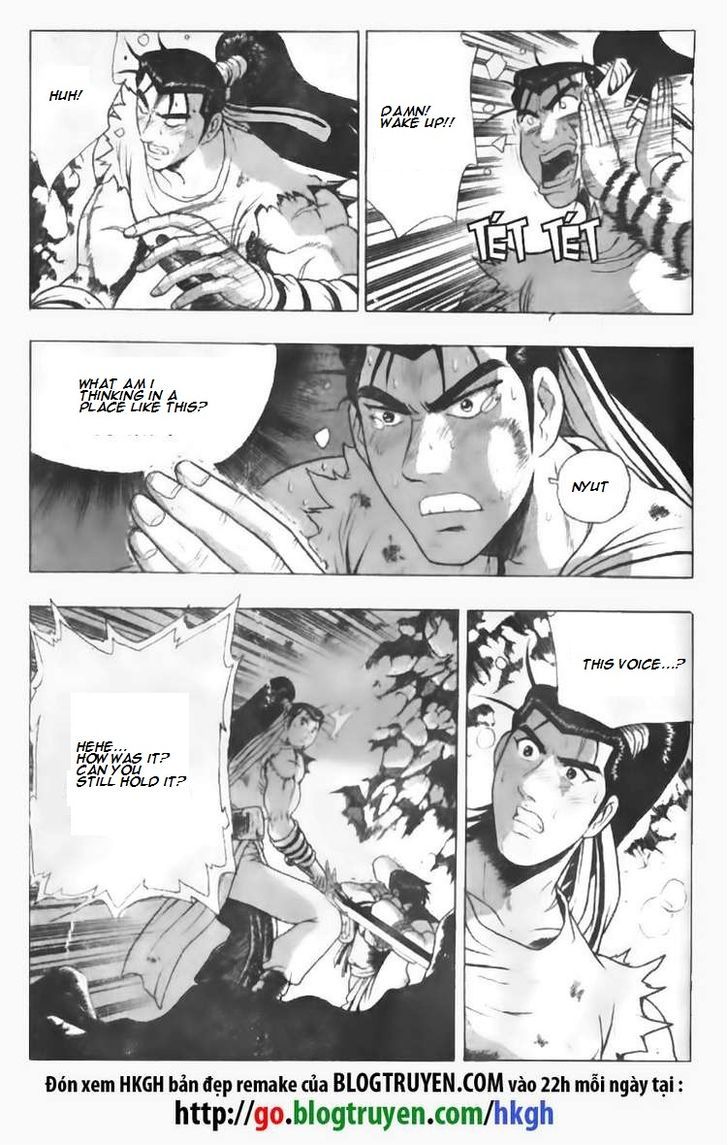 HUH!
DAMN!
WAKE UP!!
TÉT TÉT
WHAT AM I
THINKING IN A
PLACE LIKE THIS?
NYUT
HEHE...
HOW WAS IT?
CAN YOU
STILL HOLD IT?
THIS VOICE...?
Đón xem HKGH bản đẹp remake của BLOGTRUYEN.COM vào 22h mỗi ngày tại :
http://go.blogtruyen.com/hkgh